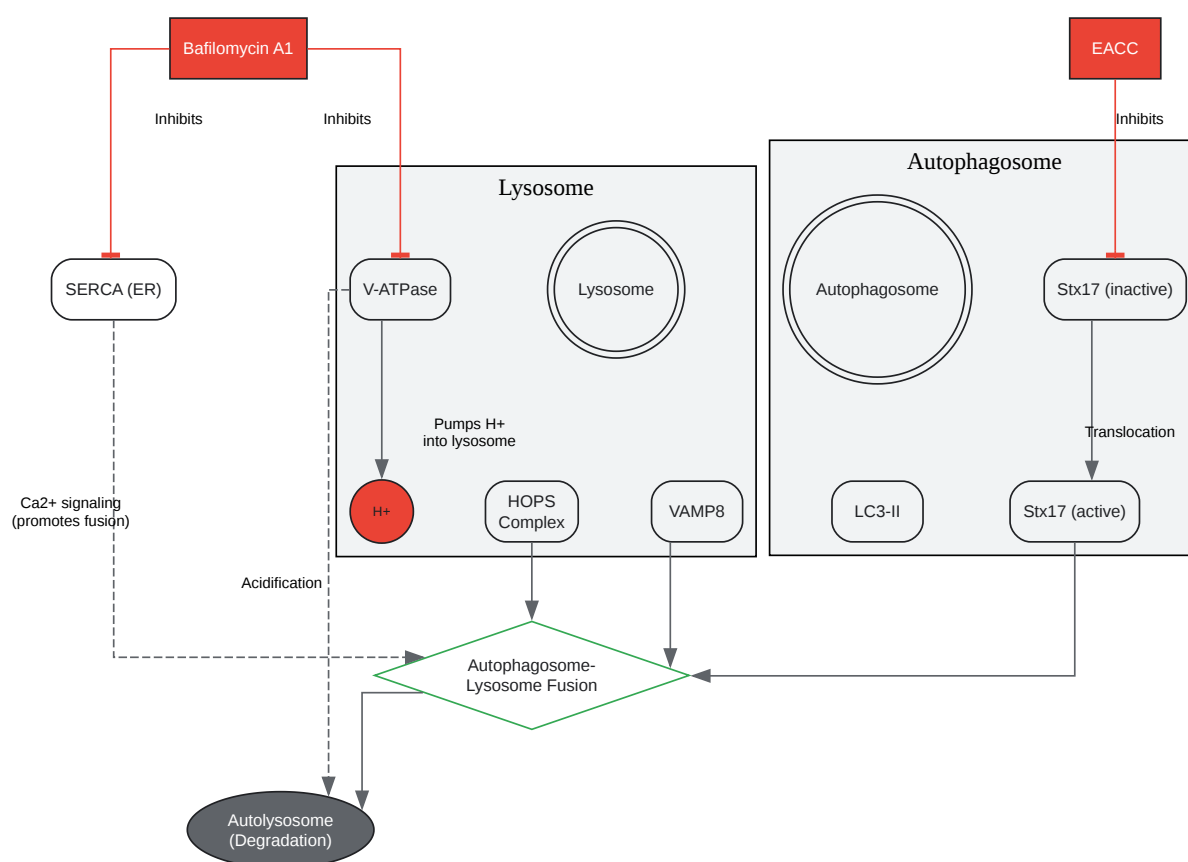 Bafilomycin A1
EACC
Inhibits
Inhibits
Inhibits
Lysosome
Autophagosome
SERCA (ER)
V-ATPase
Lysosome
Autophagosome
Stx17 (inactive)
Pumps H+
into lysosome
Translocation
Ca2+ signaling
(promotes fusion)
H+
HOPS
Complex
VAMP8
LC3-II
Stx17 (active)
Acidification
Autophagosome-
Lysosome Fusion
Autolysosome
(Degradation)